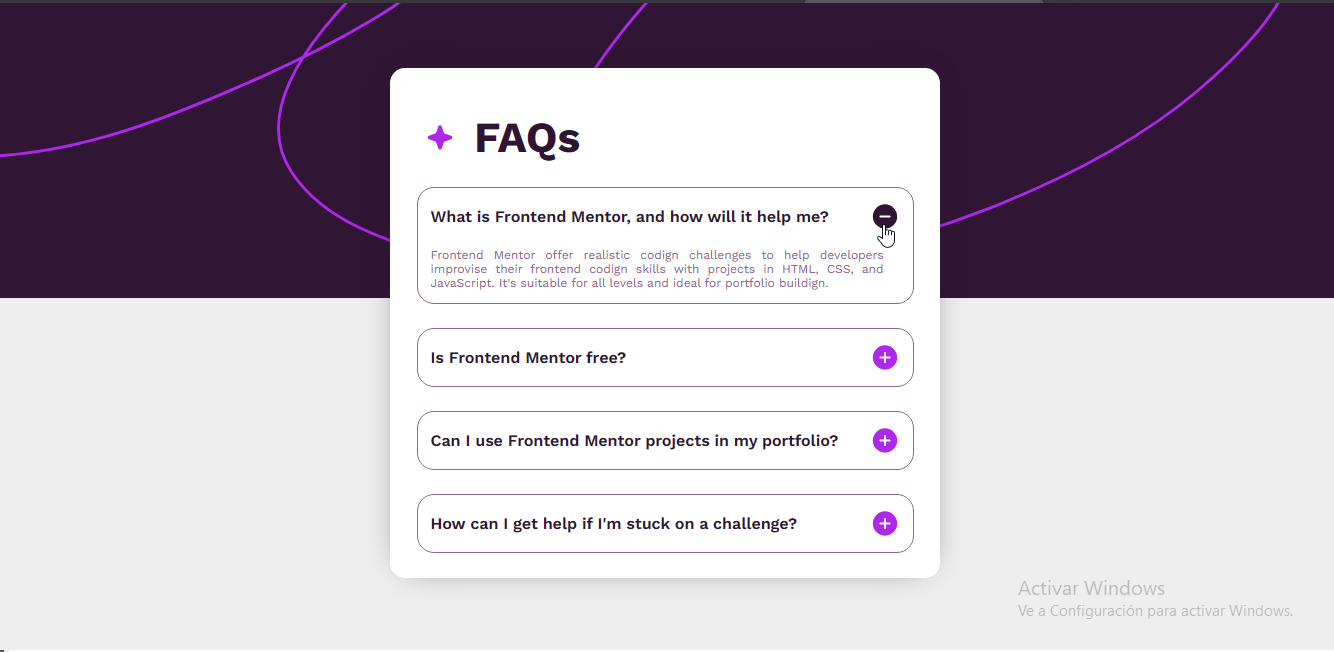 FAQs
What is Frontend Mentor, and how will it help me?
Frontend Mentor offer realistic codign challenges to help developers
improvise their frontend codign skills with projects in HTML, CSS, and
JavaScript. It's suitable for all levels and ideal for portfolio buildign.
Is Frontend Mentor free?
Can I use Frontend Mentor projects in my portfolio?
How can I get help if I'm stuck on a challenge?
Activar Windows
Ve a Configuración para activar Windows.